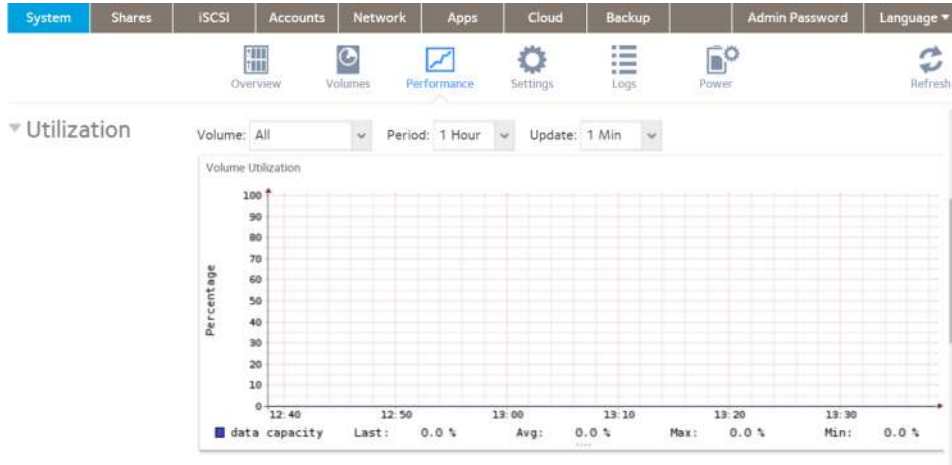 System Shares iSCSI Accounts Network Apps Cloud Backup Admin Password Language
Overview Volumes Performance Settings Logs Power Refresh
Utilization
Volume: All Period: 1 Hour Update: 1 Min
Volume Utilization
100
90
80
70
60
50
40
30
20
10
0
Percentage
12:40 12:50 13:00 13:10 13:20 13:30
data capacity Last: 0.0 % Avg: 0.0 % Max: 0.0 % Min: 0.0 %